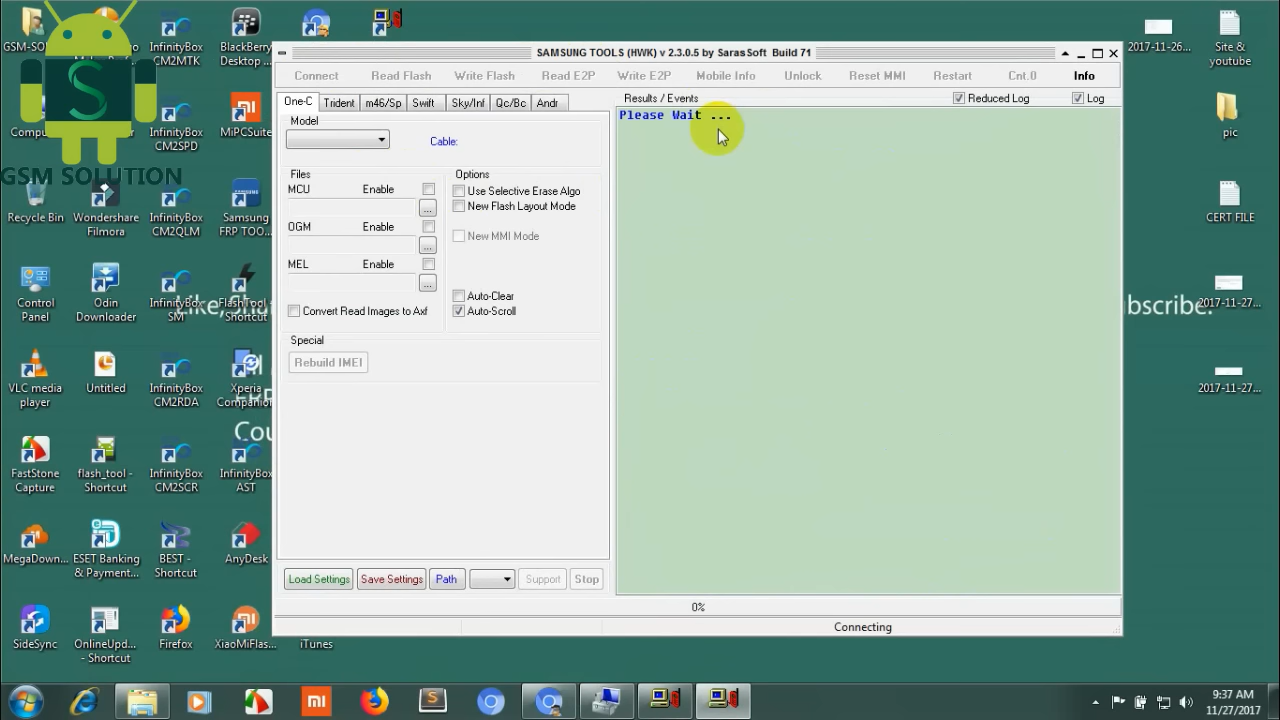 SAMSUNG TOOLS (HWK) v 2.3.0.5 by SarasSoft Build 71
Connect Read Flash Write Flash Read E2P Write E2P Mobile Info Unlock Reset MMI Restart Cnt.0 Info
One-C Trident m46/Sp Swift Sky/Inf Qc/Bc Andr
Results / Events Reduced Log Log
Please Wait ...
Model
Cable:
Files
MCU Enable
...
OGM Enable
...
MEL Enable
...
Convert Read Images to Axf
Options
Use Selective Erase Algo
New Flash Layout Mode
New MMI Mode
Auto-Clear
Auto-Scroll
Special
Rebuild IMEI
Load Settings Save Settings Path Support Stop
0%
Connecting
S
GSM SOLUTION
InfinityBox
CM2MTK
BlackBerry
Desktop ...
InfinityBox
CM2SPD
MiPCSuite
Recycle Bin
Wondershare
Filmora
InfinityBox
CM2QLM
Samsung
FRP TOO...
Control
Panel
Odin
Downloader
InfinityBox
SM
FlashTool
Shortcut
VLC media
player
Untitled
InfinityBox
CM2RDA
Xperia
Companion
FastStone
Capture
flash_tool -
Shortcut
InfinityBox
CM2SCR
InfinityBox
AST
MegaDown...
ESET Banking
& Payment...
BEST -
Shortcut
AnyDesk
SideSync
OnlineUpd...
- Shortcut
Firefox
XiaoMiFlas...
iTunes
2017-11-26...
Site &
youtube
pic
CERT FILE
2017-11-27...
2017-11-27...
ubscribe.
9:37 AM
11/27/2017